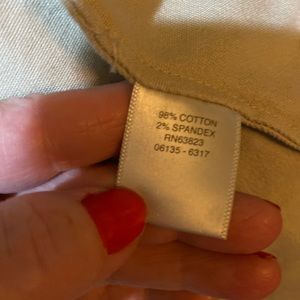 98% COTTON
2% SPANDEX
RN63823
06135 - 6317